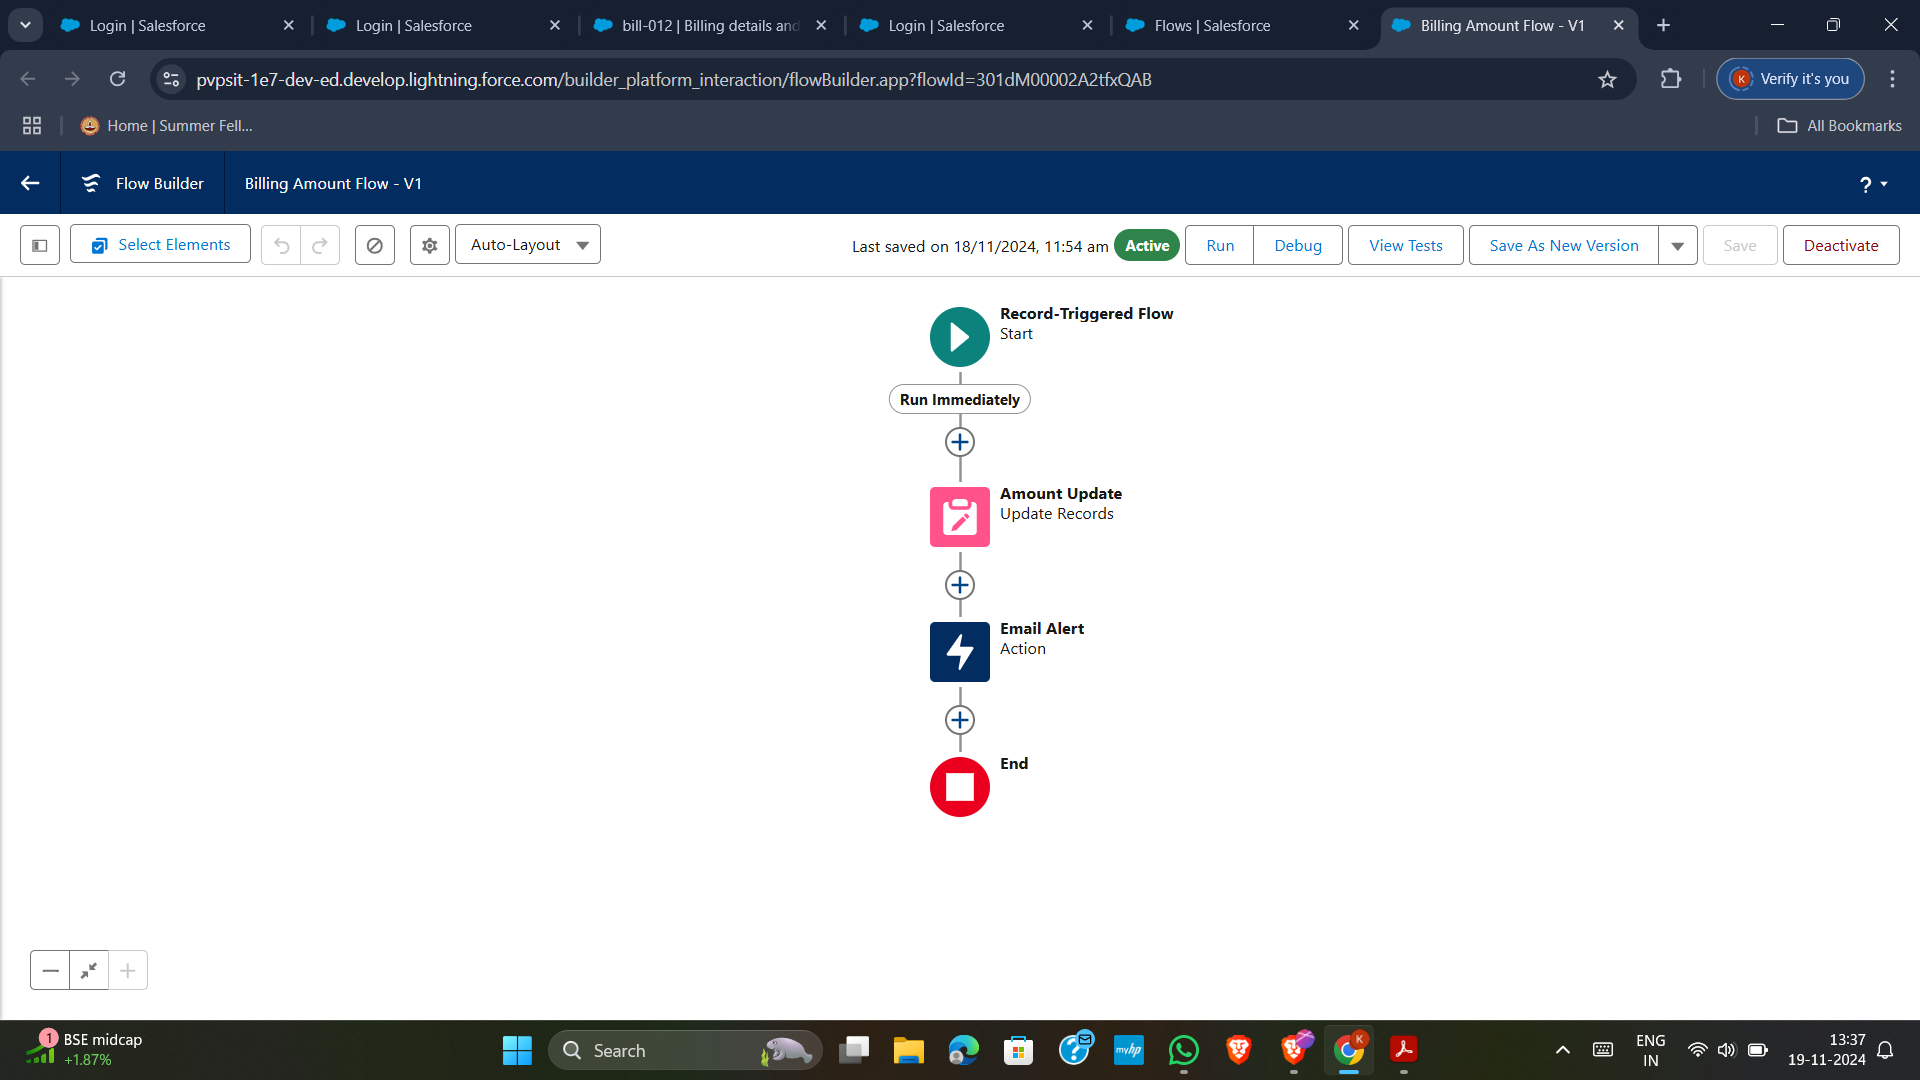 Login | Salesforce
Login | Salesforce
bill-012 | Billing details and
Login | Salesforce
Flows | Salesforce
Billing Amount Flow - V1
pvpsit-1e7-dev-ed.develop.lightning.force.com/builder_platform_interaction/flowBuilder.app?flowId=301dM00002A2tfxQAB
K
Verify it's you
Home | Summer Fell...
All Bookmarks
Flow Builder
Billing Amount Flow - V1
?
Select Elements
Auto-Layout
Last saved on 18/11/2024, 11:54 am
Active
Run
Debug
View Tests
Save As New Version
Save
Deactivate
Record-Triggered Flow
Start
Run Immediately
Amount Update
Update Records
Email Alert
Action
End
1
BSE midcap
+1.87%
Search
myhp
K
ENG
IN
13:37
19-11-2024